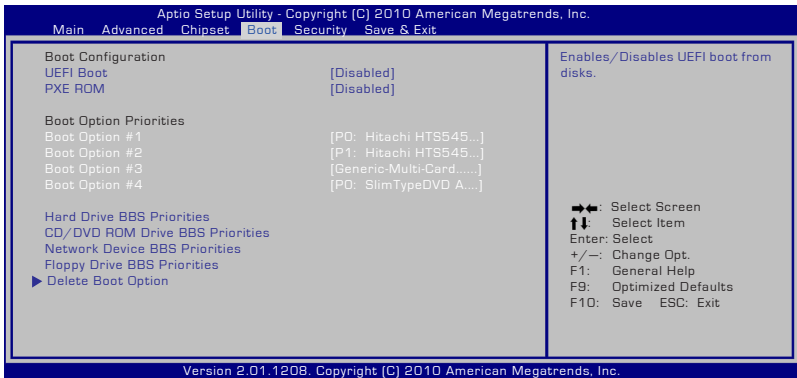 Aptio Setup Utility - Copyright (C) 2010 American Megatrends, Inc.
Main Advanced Chipset Boot Security Save & Exit
Boot Configuration
UEFI Boot [Disabled]
PXE ROM [Disabled]
Boot Option Priorities
Boot Option #1 [P0: Hitachi HTS545...]
Boot Option #2 [P1: Hitachi HTS545...]
Boot Option #3 [Generic-Multi-Card......]
Boot Option #4 [P0: SlimTypeDVD A....]
Hard Drive BBS Priorities
CD/DVD ROM Drive BBS Priorities
Network Device BBS Priorities
Floppy Drive BBS Priorities
Delete Boot Option
Enables/Disables UEFI boot from
disks.
: Select Screen
: Select Item
Enter: Select
+/—: Change Opt.
F1: General Help
F9: Optimized Defaults
F10: Save ESC: Exit
Version 2.01.1208. Copyright (C) 2010 American Megatrends, Inc.